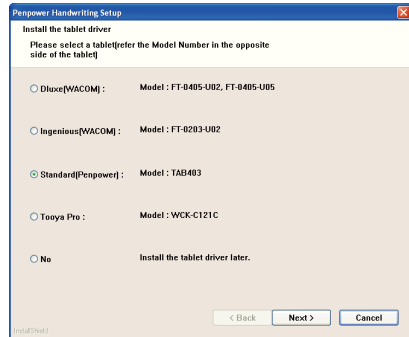 Penpower Handwriting Setup
Install the tablet driver
Please select a tablet(refer the Model Number in the opposite
side of the tablet)
Dluxe(WACOM) : Model : FT-0405-U02, FT-0405-U05
Ingenious(WACOM) : Model : FT-0203-U02
Standard(Penpower) : Model : TAB403
Tooya Pro : Model : WCK-C121C
No Install the tablet driver later.
< Back Next > Cancel
InstallShield